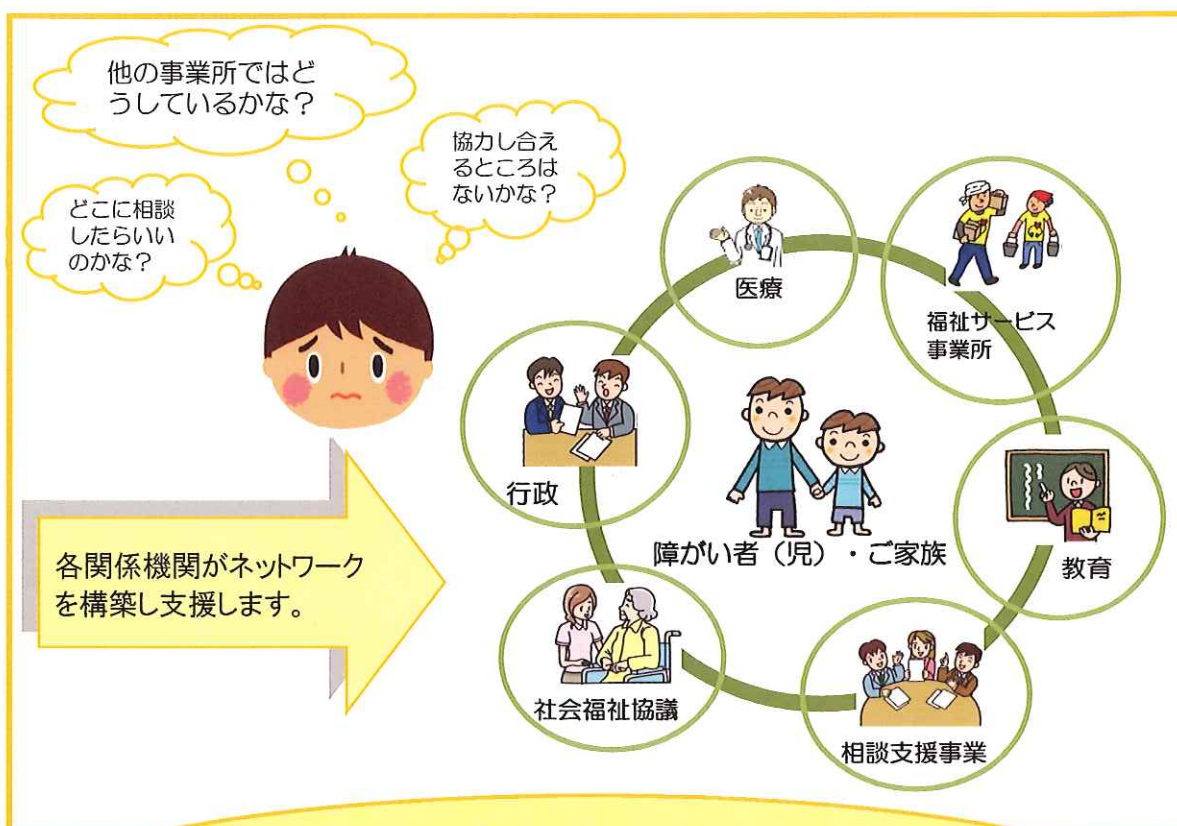 他の事業所ではど
うしているかな？
協力し合え
るところは
ないかな？
どこに相談
したらいい
のかな？
医療
福祉サービス
事業所
行政
障がい者（児）・ご家族
教育
各関係機関がネットワーク
を構築し支援します。
社会福祉協議
相談支援事業